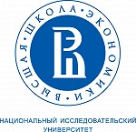 ВЫСШАЯ ШКОЛА ЭКОНОМИКИ
НАЦИОНАЛЬНЫЙ ИССЛЕДОВАТЕЛЬСКИЙ
УНИВЕРСИТЕТ